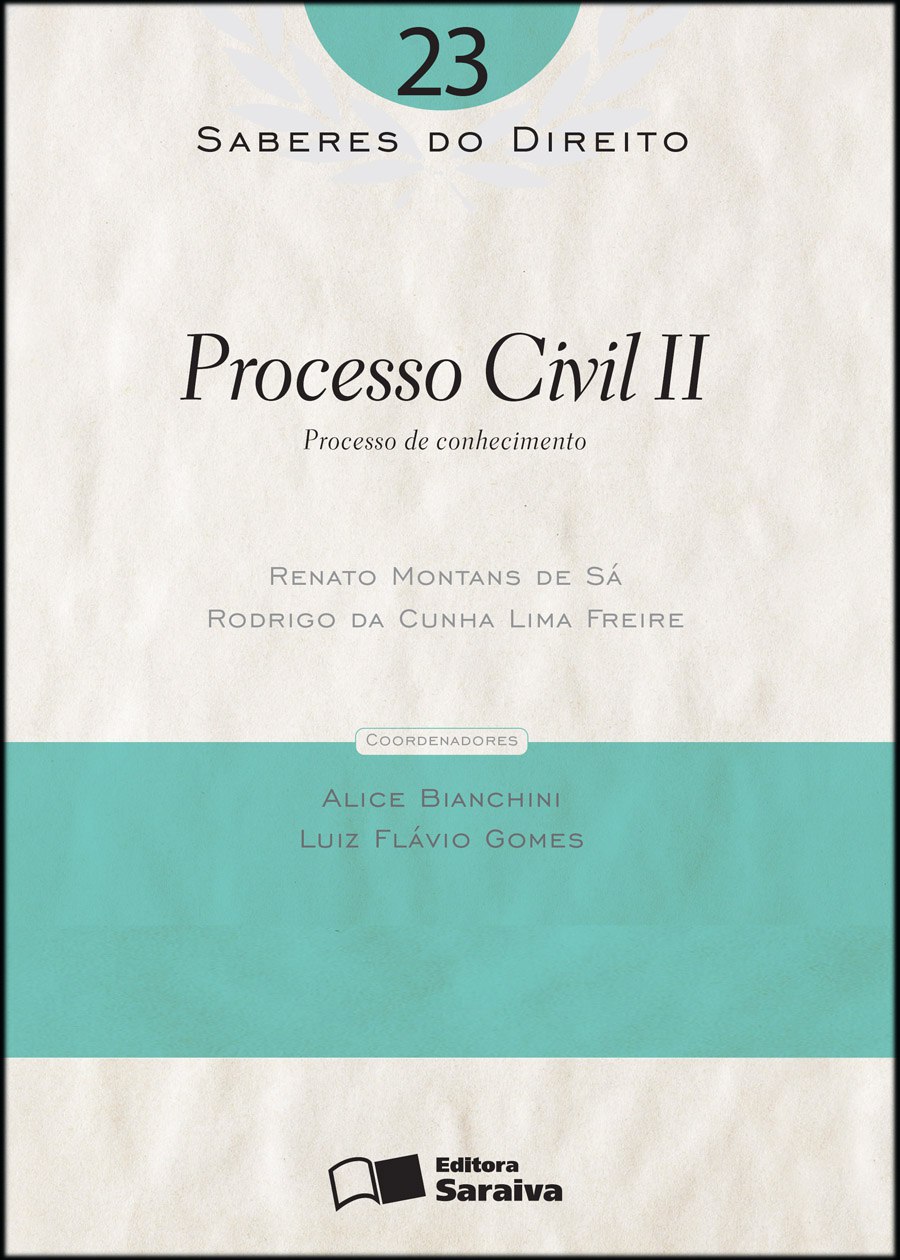 23
Saberes do Direito
Processo Civil II
Processo de conhecimento
Renato Montans de Sá
Rodrigo da Cunha Lima Freire
Coordenadores
Alice Bianchini
Luiz Flávio Gomes
Editora
Saraiva